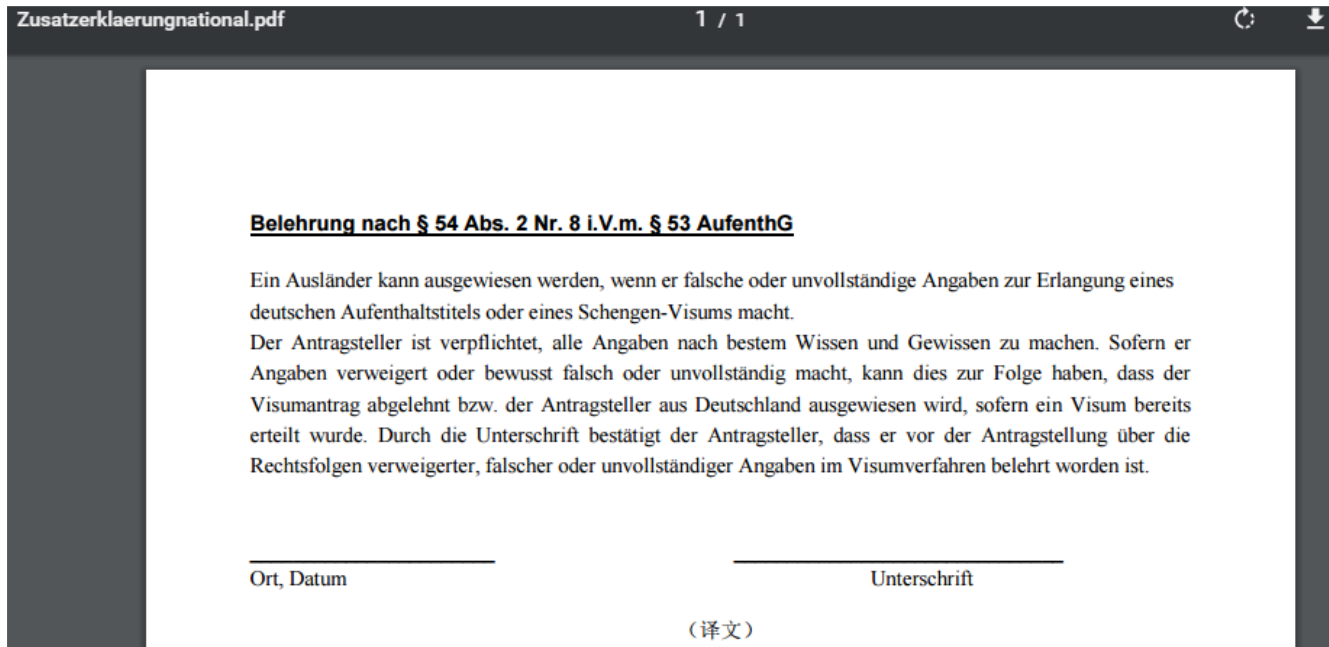 Zusatzerklaerungnational.pdf 1 / 1
Belehrung nach § 54 Abs. 2 Nr. 8 i.V.m. § 53 AufenthG
Ein Ausländer kann ausgewiesen werden, wenn er falsche oder unvollständige Angaben zur Erlangung eines
deutschen Aufenthaltstitels oder eines Schengen-Visums macht.
Der Antragsteller ist verpflichtet, alle Angaben nach bestem Wissen und Gewissen zu machen. Sofern er
Angaben verweigert oder bewusst falsch oder unvollständig macht, kann dies zur Folge haben, dass der
Visumantrag abgelehnt bzw. der Antragsteller aus Deutschland ausgewiesen wird, sofern ein Visum bereits
erteilt wurde. Durch die Unterschrift bestätigt der Antragsteller, dass er vor der Antragstellung über die
Rechtsfolgen verweigerter, falscher oder unvollständiger Angaben im Visumverfahren belehrt worden ist.
Ort, Datum Unterschrift
（译文）